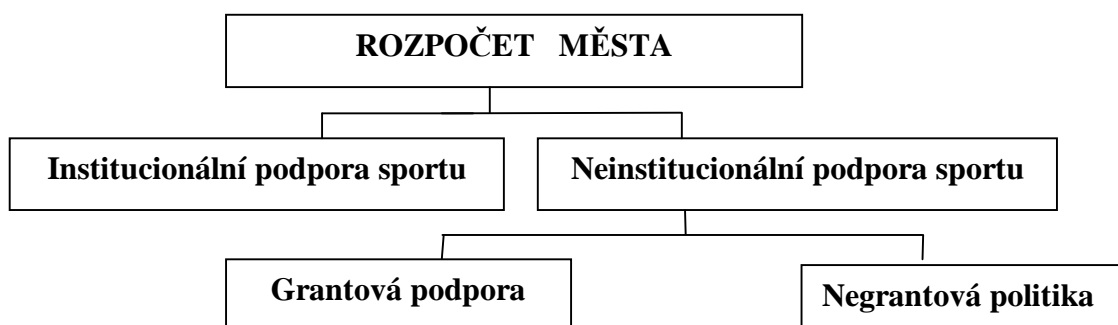 ROZPOČET MĚSTA
Institucionální podpora sportu
Neinstitucionální podpora sportu
Grantová podpora
Negrantová politika